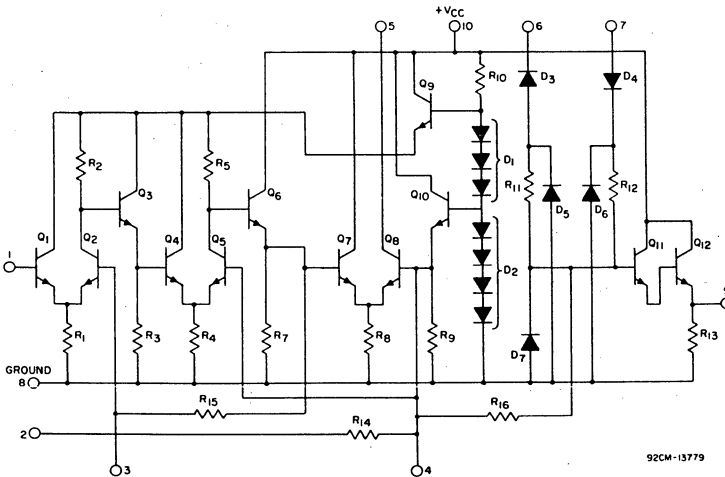 +VCC
5
10
6
7
R10
D3
D4
Q9
R2
R5
D1
R11
R12
Q3
Q6
Q10
D5
D6
Q1
Q2
Q4
Q5
Q7
Q8
Q11
Q12
1
D2
R1
R3
R4
R7
R8
R9
D7
R13
GROUND
8
R15
R16
R14
2
3
4
92CM-13779